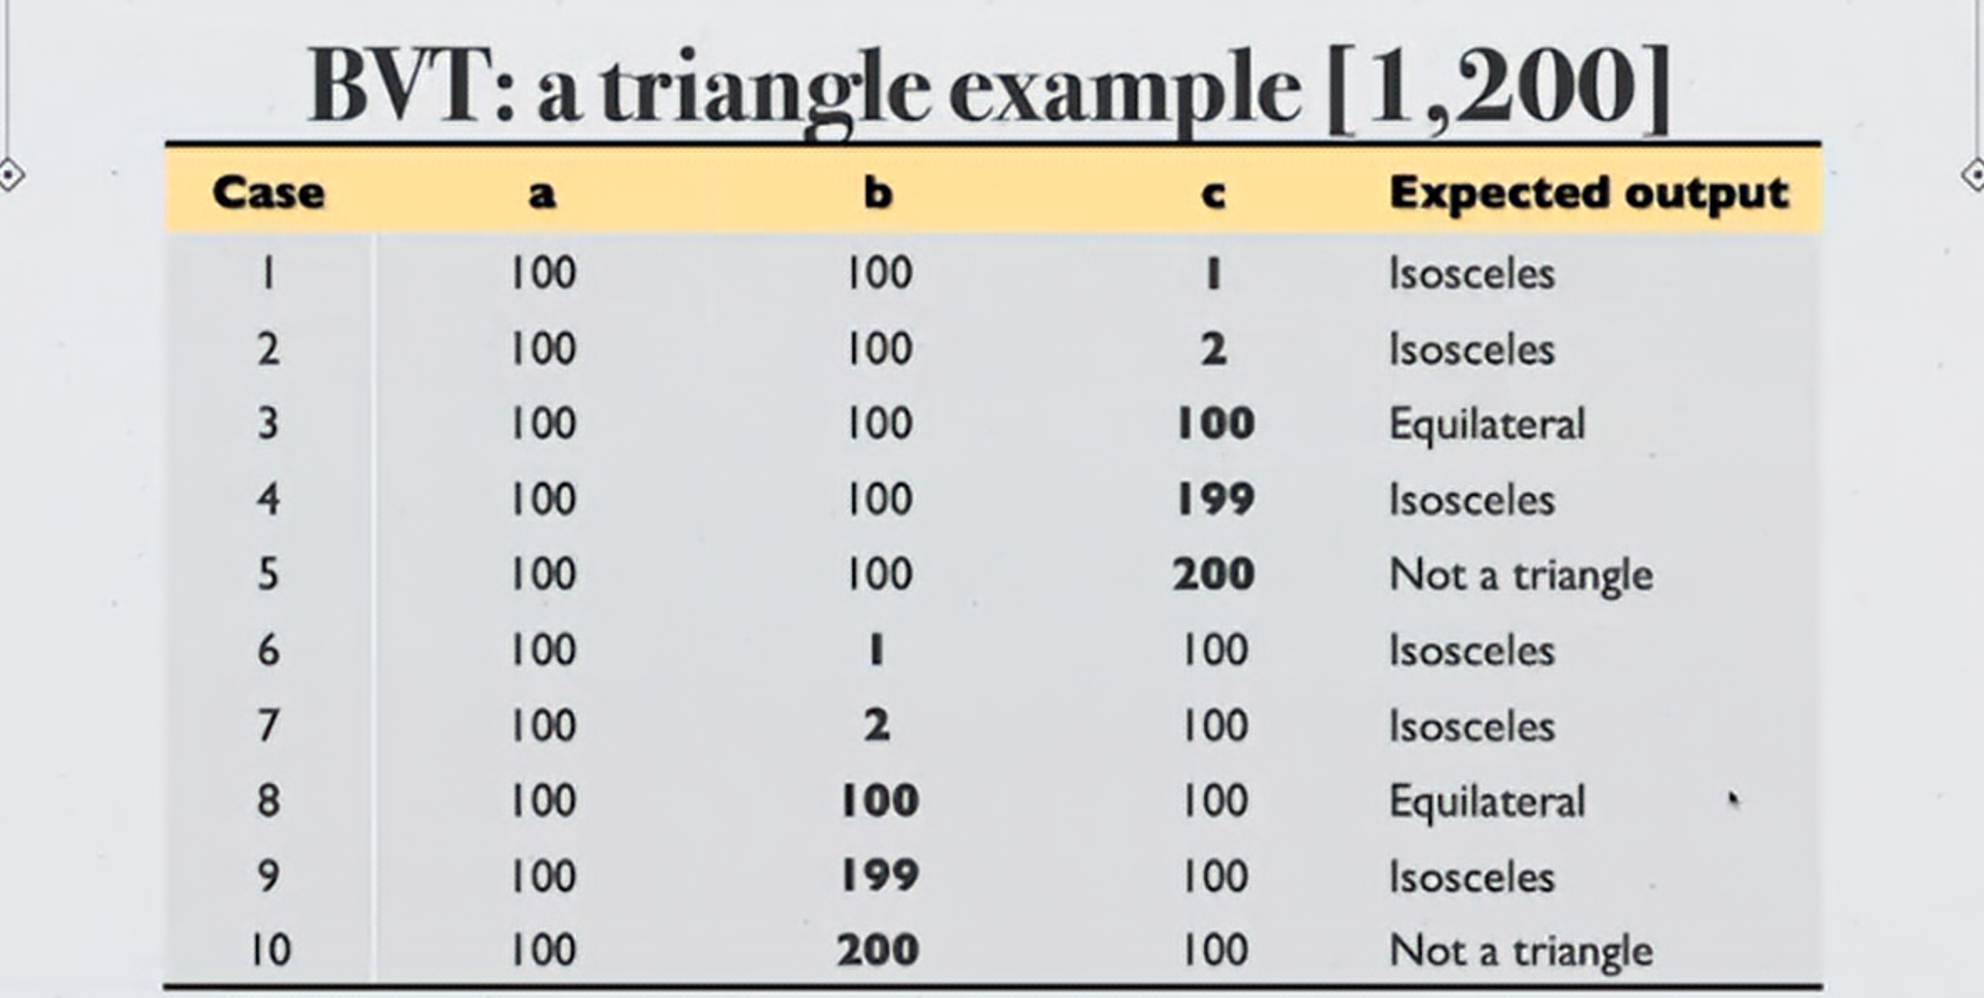 BVT: a triangle example [1,200]
Case a b c Expected output
1 100 100 1 Isosceles
2 100 100 2 Isosceles
3 100 100 100 Equilateral
4 100 100 199 Isosceles
5 100 100 200 Not a triangle
6 100 1 100 Isosceles
7 100 2 100 Isosceles
8 100 100 100 Equilateral
9 100 199 100 Isosceles
10 100 200 100 Not a triangle